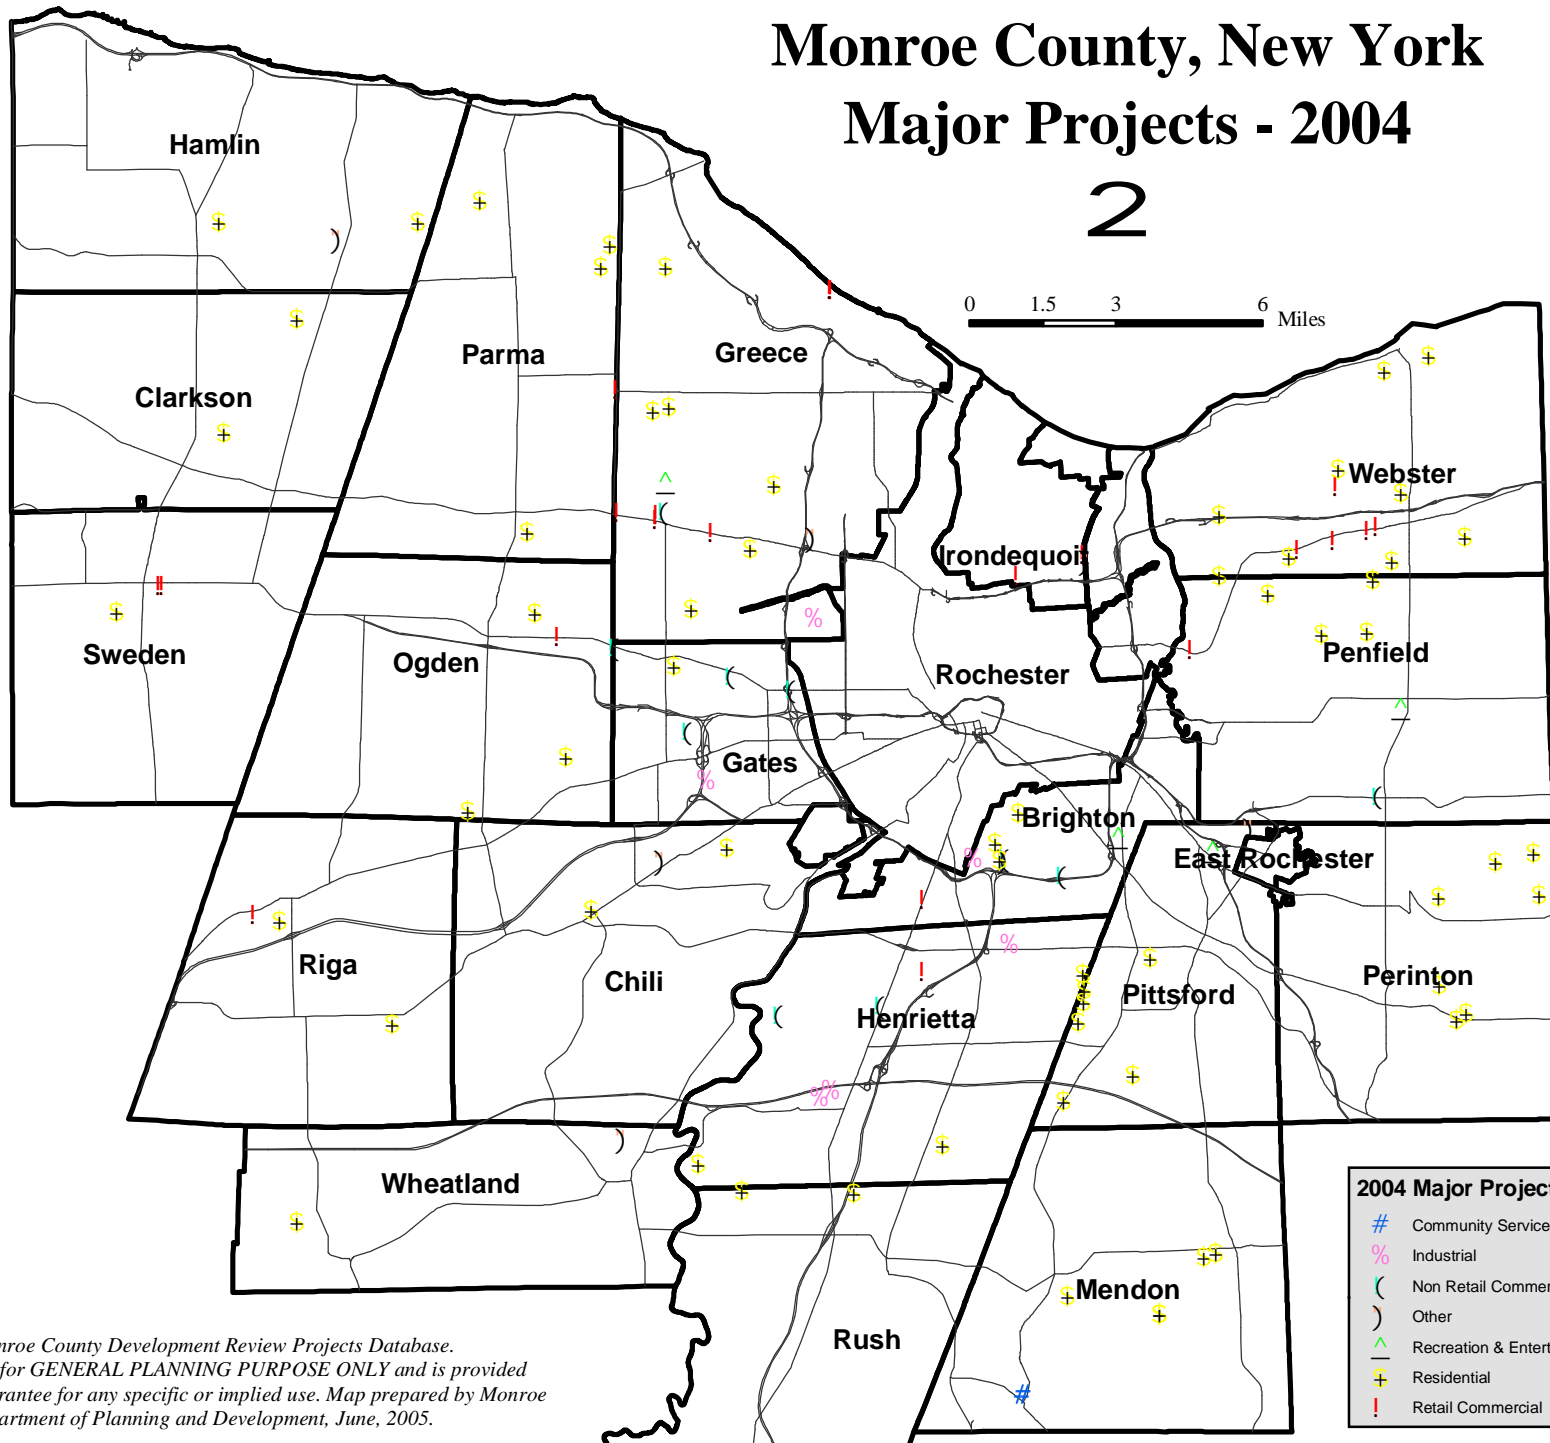 Monroe County, New York
Major Projects - 2004
2
0 1.5 3 6 Miles
Hamlin
Parma
Greece
Clarkson
Webster
Irondequoit
Sweden
Ogden
Rochester
Penfield
Gates
Brighton
East Rochester
Riga
Chili
Henrietta
Pittsford
Perinton
Wheatland
Mendon
Rush
2004 Major Projec
# Community Service
% Industrial
( Non Retail Commer
) Other
^ Recreation & Entert
$ Residential
! Retail Commercial
nroe County Development Review Projects Database.
for GENERAL PLANNING PURPOSE ONLY and is provided
rantee for any specific or implied use. Map prepared by Monroe
artment of Planning and Development, June, 2005.